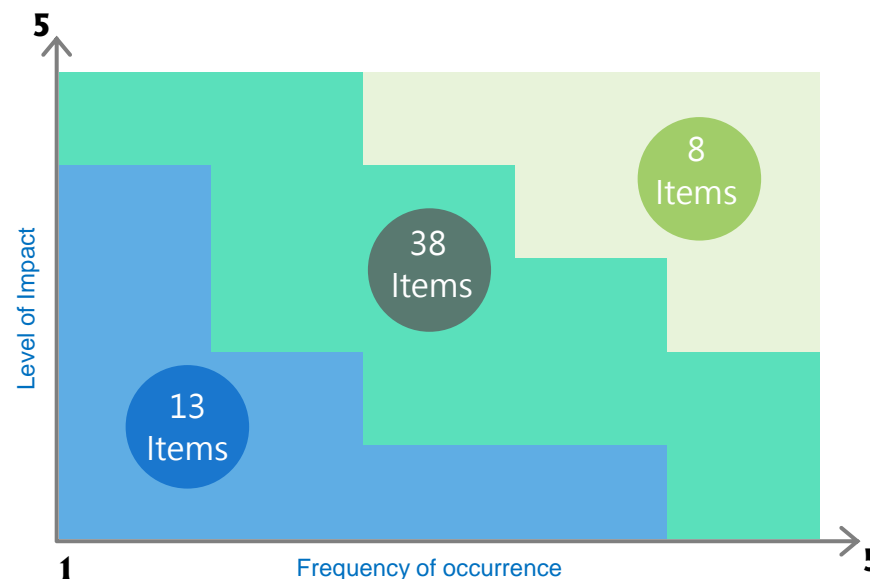 5
8
Items
38
Items
Level of Impact
13
Items
1
Frequency of occurrence
5